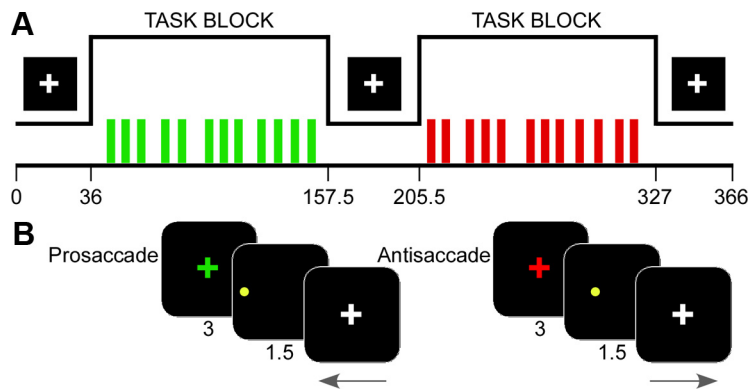 A
TASK BLOCK TASK BLOCK
0 36 157.5 205.5 327 366
B
Prosaccade Antisaccade
3 3
1.5 1.5